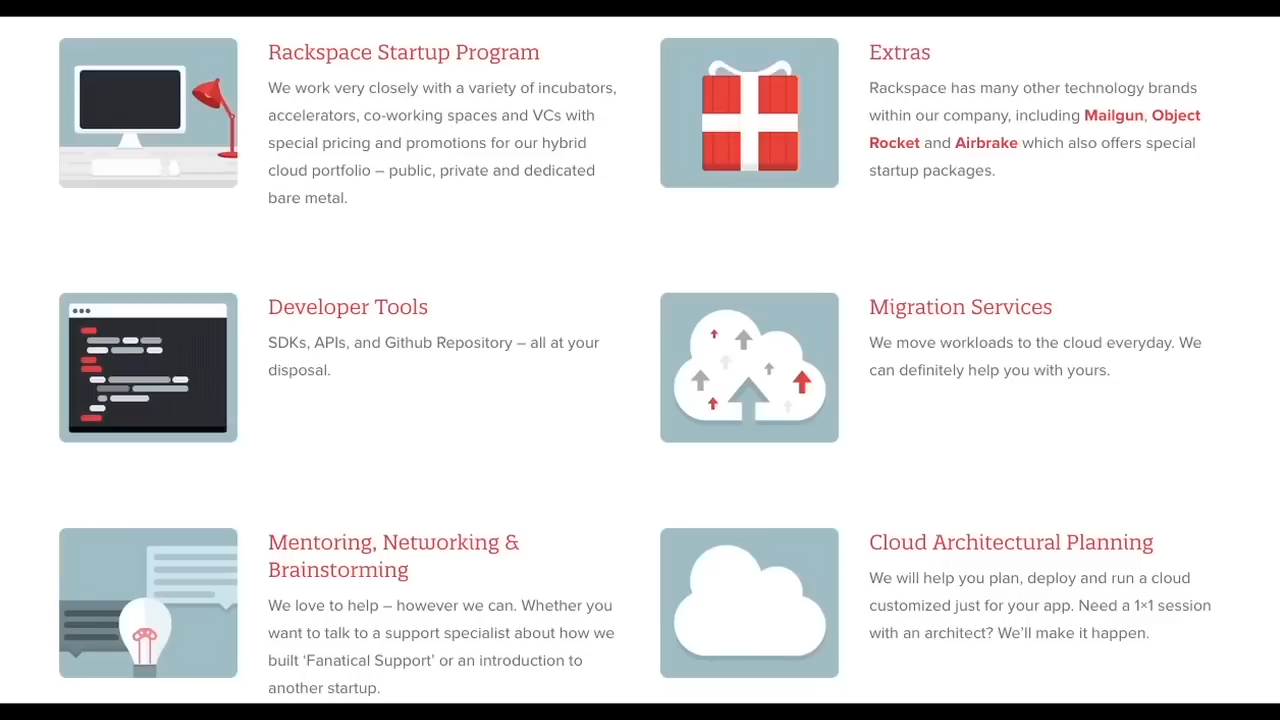 Rackspace Startup Program
We work very closely with a variety of incubators,
accelerators, co-working spaces and VCs with
special pricing and promotions for our hybrid
cloud portfolio – public, private and dedicated
bare metal.
Extras
Rackspace has many other technology brands
within our company, including Mailgun, Object
Rocket and Airbrake which also offers special
startup packages.
Developer Tools
SDKs, APIs, and Github Repository – all at your
disposal.
Migration Services
We move workloads to the cloud everyday. We
can definitely help you with yours.
Mentoring, Networking &
Brainstorming
We love to help – however we can. Whether you
want to talk to a support specialist about how we
built ‘Fanatical Support’ or an introduction to
another startup.
Cloud Architectural Planning
We will help you plan, deploy and run a cloud
customized just for your app. Need a 1×1 session
with an architect? We’ll make it happen.